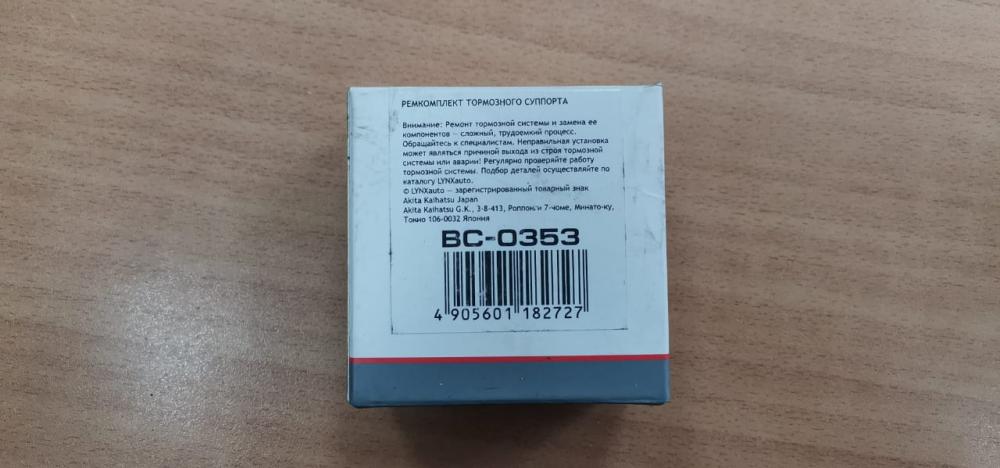 РЕМКОМПЛЕКТ ТОРМОЗНОГО СУППОРТА
Внимание: Ремонт тормозной системы и замена ее
компонентов — сложный, трудоемкий процесс.
Обращайтесь к специалистам. Неправильная установка
может являться причиной выхода из строя тормозной
системы или аварии! Регулярно проверяйте работу
тормозной системы. Подбор деталей осуществляйте по
каталогу LYNXauto.
© LYNXauto — зарегистрированный товарный знак
Akita Kaihatsu Japan
Akita Kaihatsu G.K., 3-8-413, Роппонги 7-чоме, Минато-ку,
Токио 106-0032 Япония
BC-0353
4 905601 182727